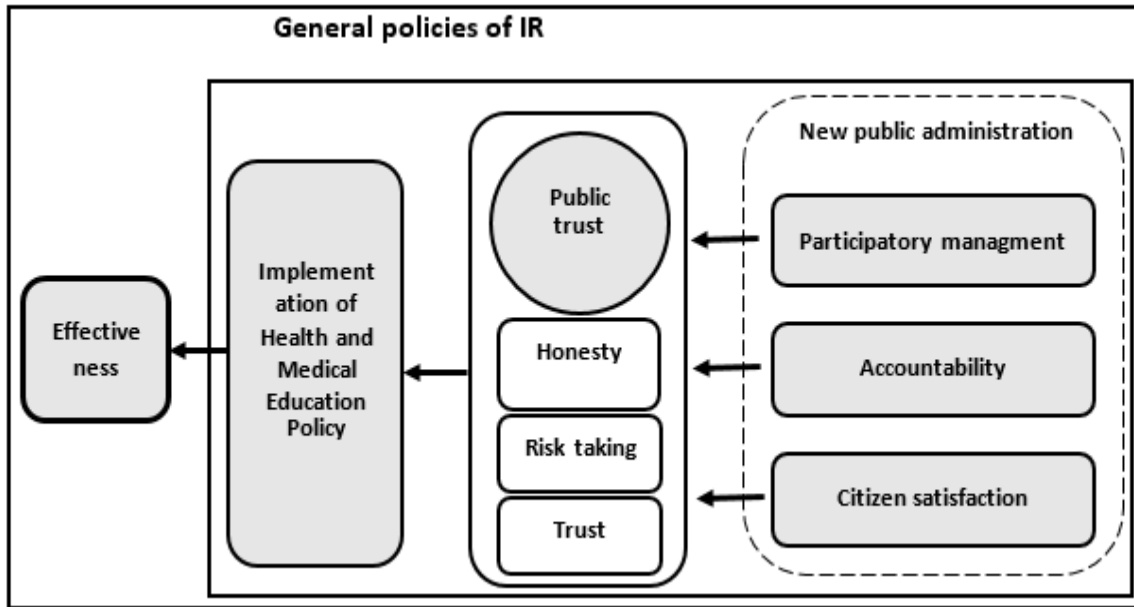 General policies of IR
New public administration
Public
trust
Participatory managment
Implement
ation of
Health and
Medical
Education
Policy
Effective
ness
Honesty
Accountability
Risk taking
Citizen satisfaction
Trust